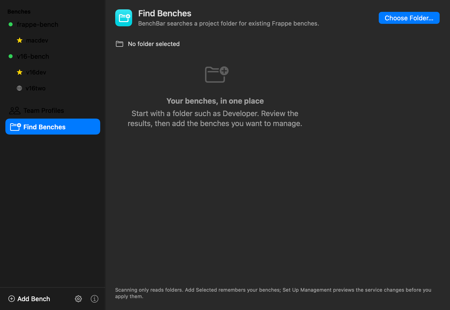 Benches
frappe-bench
maindev
v16-bench
v16dev
v16two
Team Profiles
Find Benches
Add Bench
Find Benches
BenchBar searches a project folder for existing Frappe benches.
Choose Folder...
No folder selected
Your benches, in one place
Start with a folder such as Developer. Review the
results, then add the benches you want to manage.
Scanning only reads folders. Add Selected remembers your benches; Set Up Management previews the service changes before you
apply them.